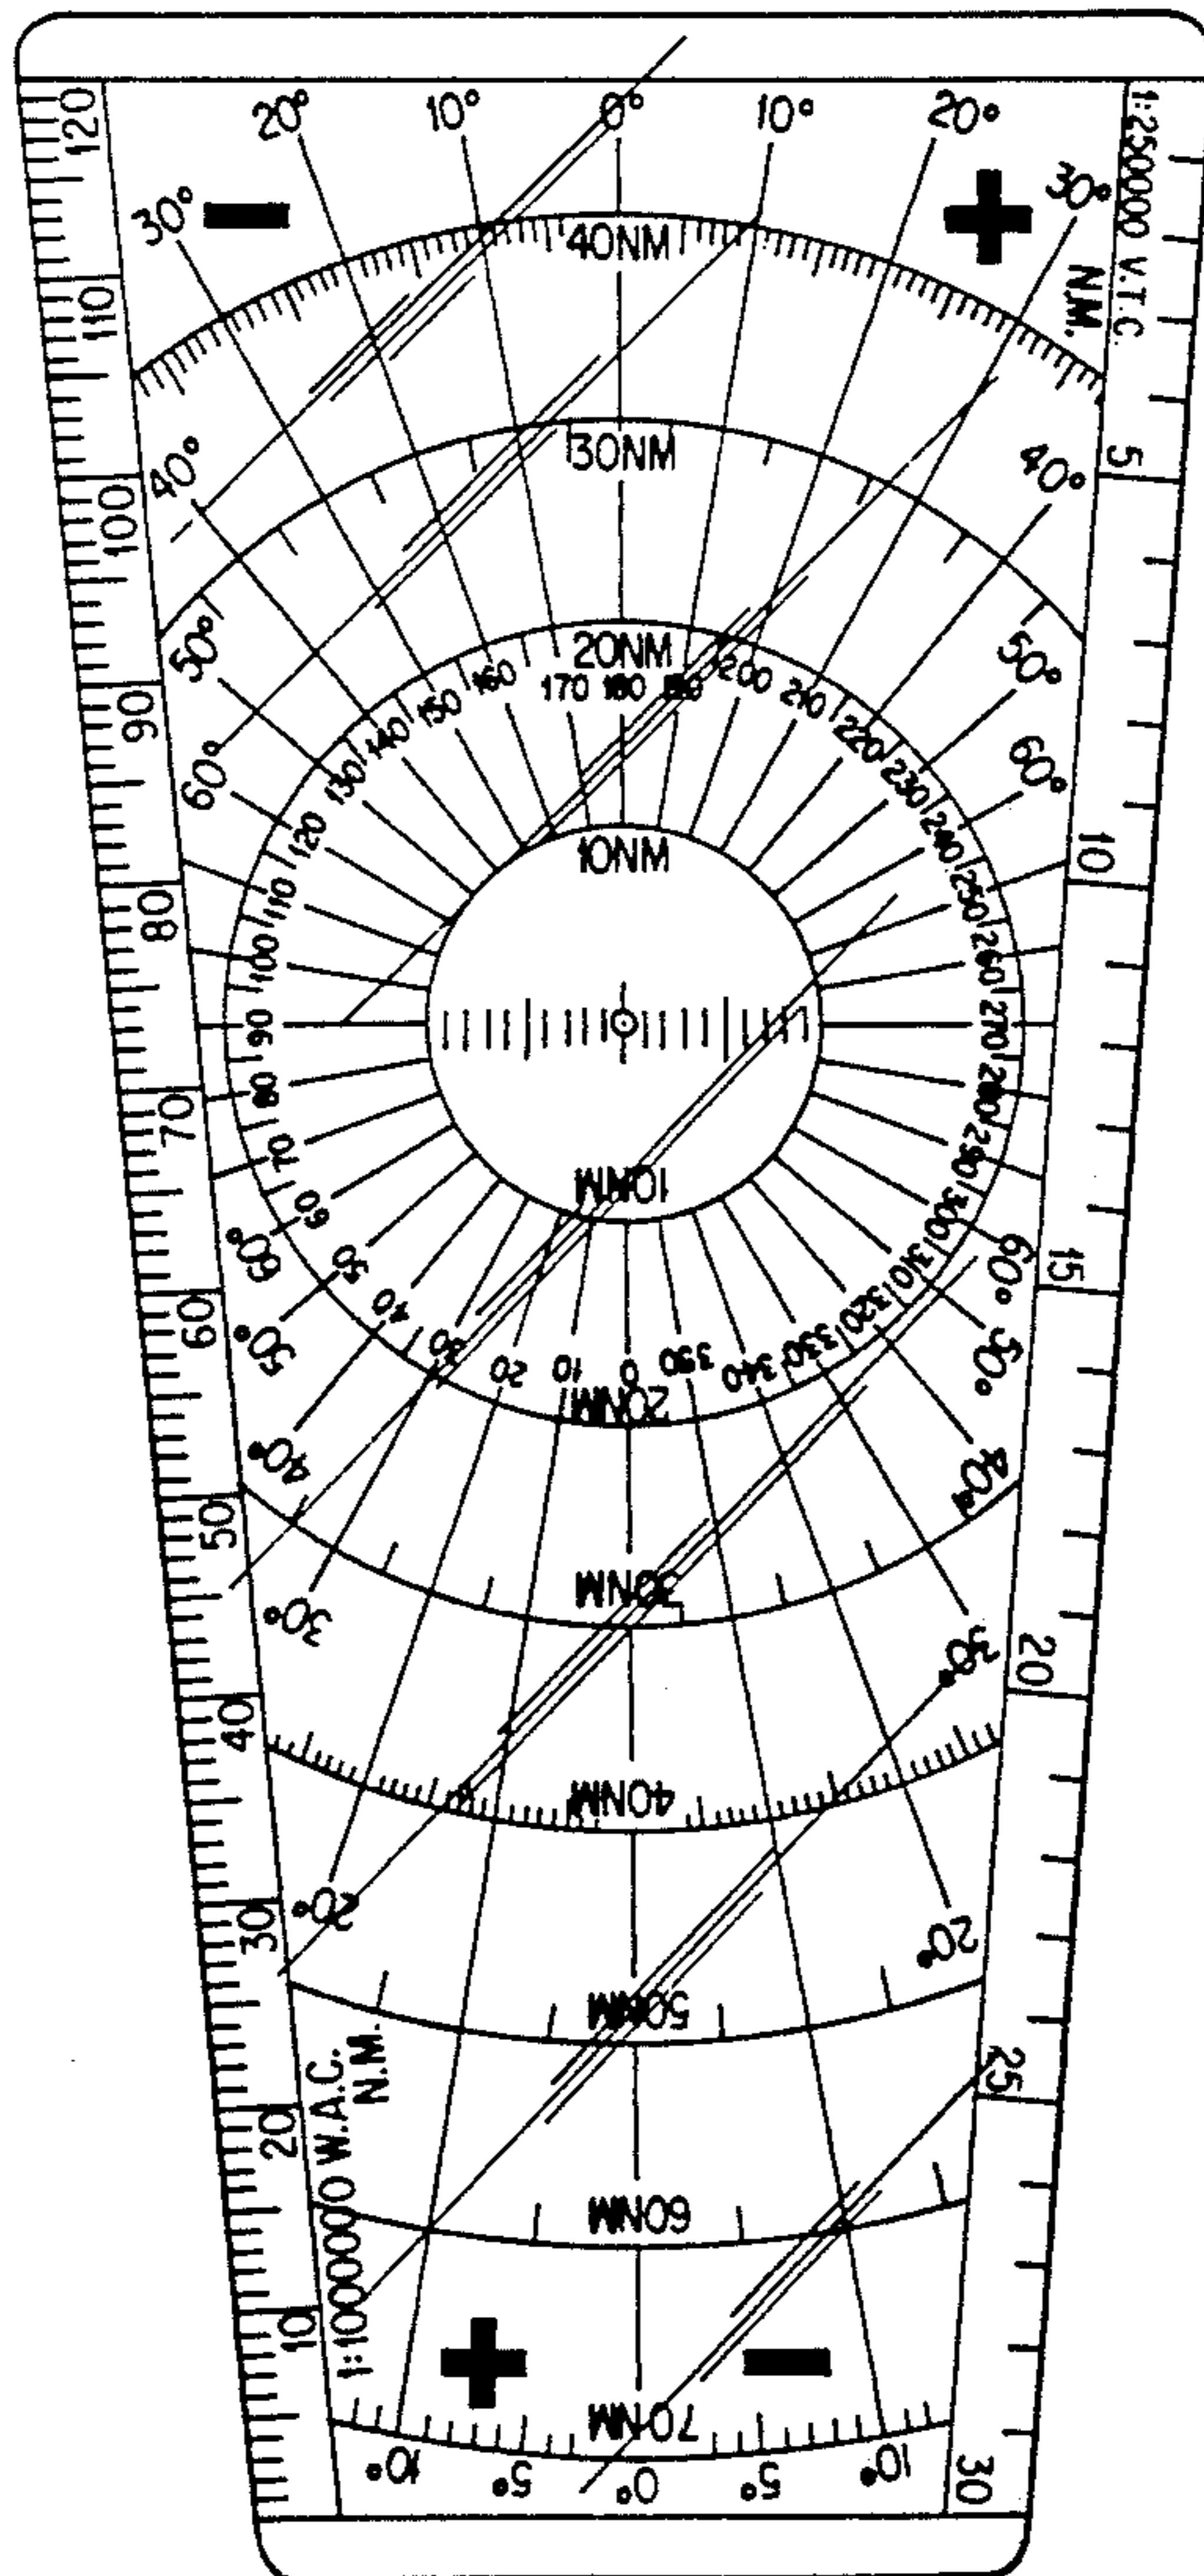 20° 10° 0° 10° 20°
1:250000 V.T.C.
N.M.
30° − + 30°
40NM
40° 30NM 40°
50° 20NM 50°
60° 60°
120 130 140 150 160 170 180 190 200 210 220 230 240
110 250
100 260
90 270
80 280
70 290
60 50 40 30 20 10 0 350 340 330 320 310 300
10NM
10NM
60° 60°
50° 50°
20NM
40° 40°
30NM
30° 30°
40NM
20° 20°
50NM
60NM
+ −
70NM
10° 5° 0° 5° 10°
120
110
100
90
80
70
60
50
40
30
20
10
1:1000000 W.A.C.
N.M.
5
10
15
20
25
30